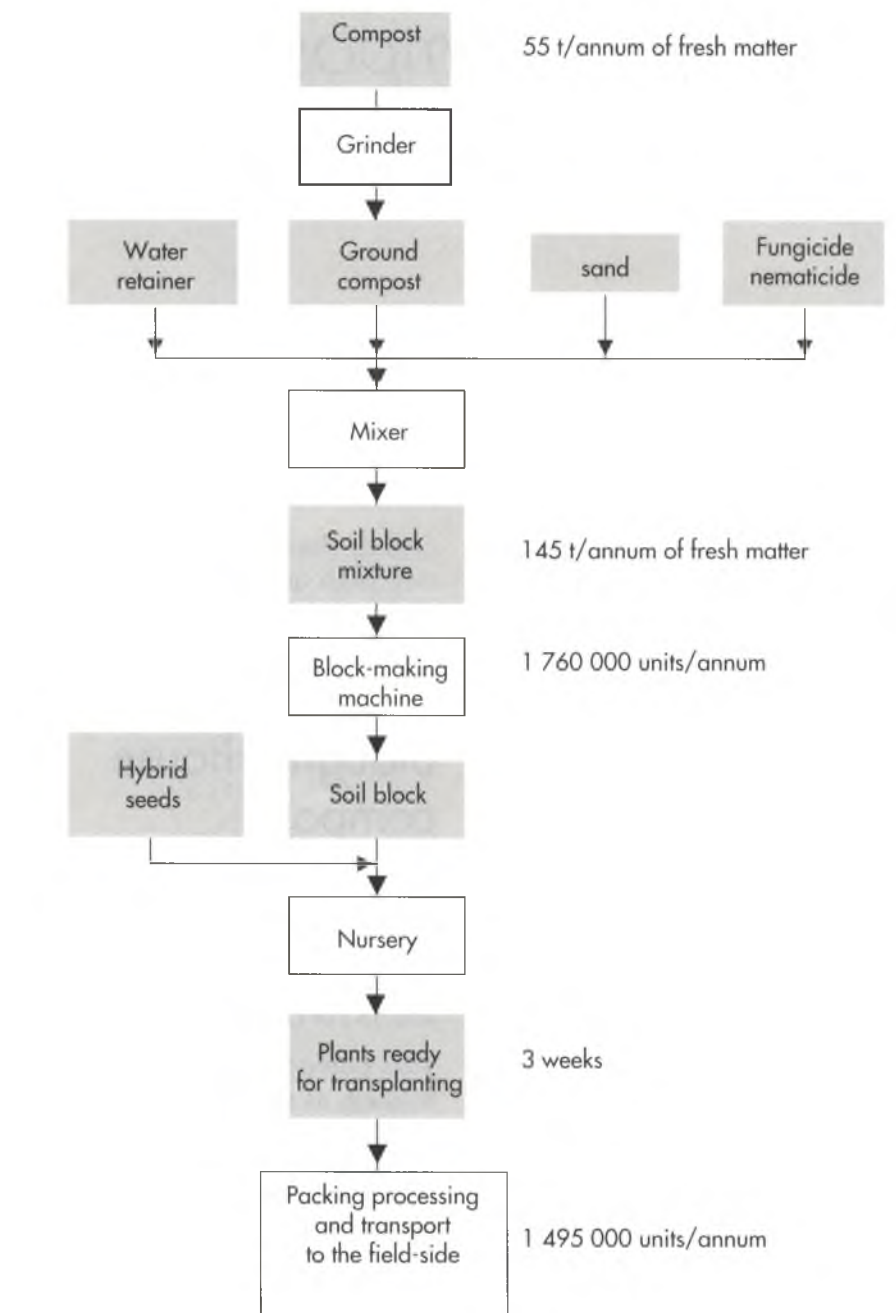 Compost
55 t/annum of fresh matter
Grinder
Water
retainer
Ground
compost
sand
Fungicide
nematicide
Mixer
Soil block
mixture
145 t/annum of fresh matter
Block-making
machine
1 760 000 units/annum
Hybrid
seeds
Soil block
Nursery
Plants ready
for transplanting
3 weeks
Packing processing
and transport
to the field-side
1 495 000 units/annum